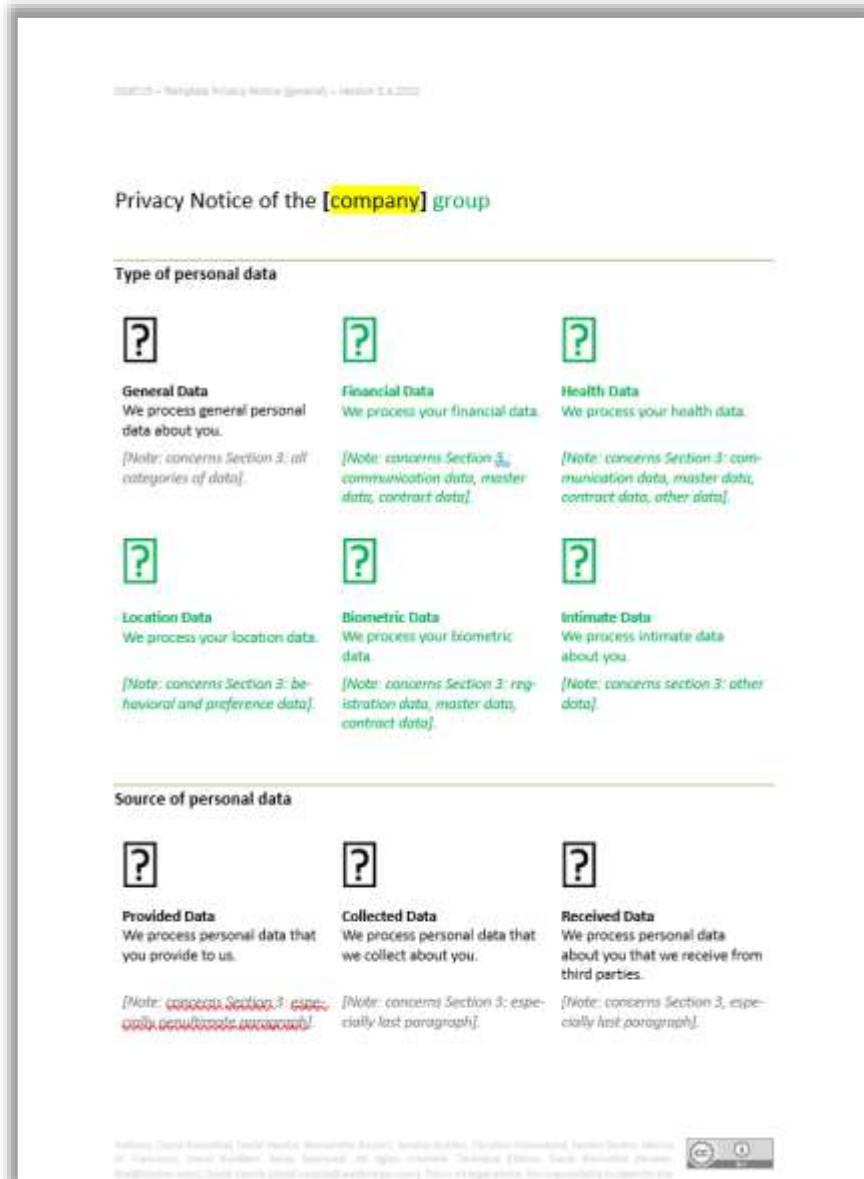 Template Privacy Notice (general) – Version
Privacy Notice of the [company] group
Type of personal data
General Data
We process general personal
data about you.
[Note: concerns Section 3: all
categories of data].
Financial Data
We process your financial data.
[Note: concerns Section 3:
communication data, master
data, contract data].
Health Data
We process your health data.
[Note: concerns Section 3: com-
munication data, master data,
contract data, other data].
Location Data
We process your location data.
[Note: concerns Section 3: be-
havioral and preference data].
Biometric Data
We process your biometric
data.
[Note: concerns Section 3: reg-
istration data, master data,
contract data].
Intimate Data
We process intimate data
about you.
[Note: concerns section 3: other
data].
Source of personal data
Provided Data
We process personal data that
you provide to us.
[Note: concerns Section 3: espe-
cially penultimate paragraph].
Collected Data
We process personal data that
we collect about you.
[Note: concerns Section 3: espe-
cially last paragraph].
Received Data
We process personal data
about you that we receive from
third parties.
[Note: concerns Section 3, espe-
cially last paragraph].
cc